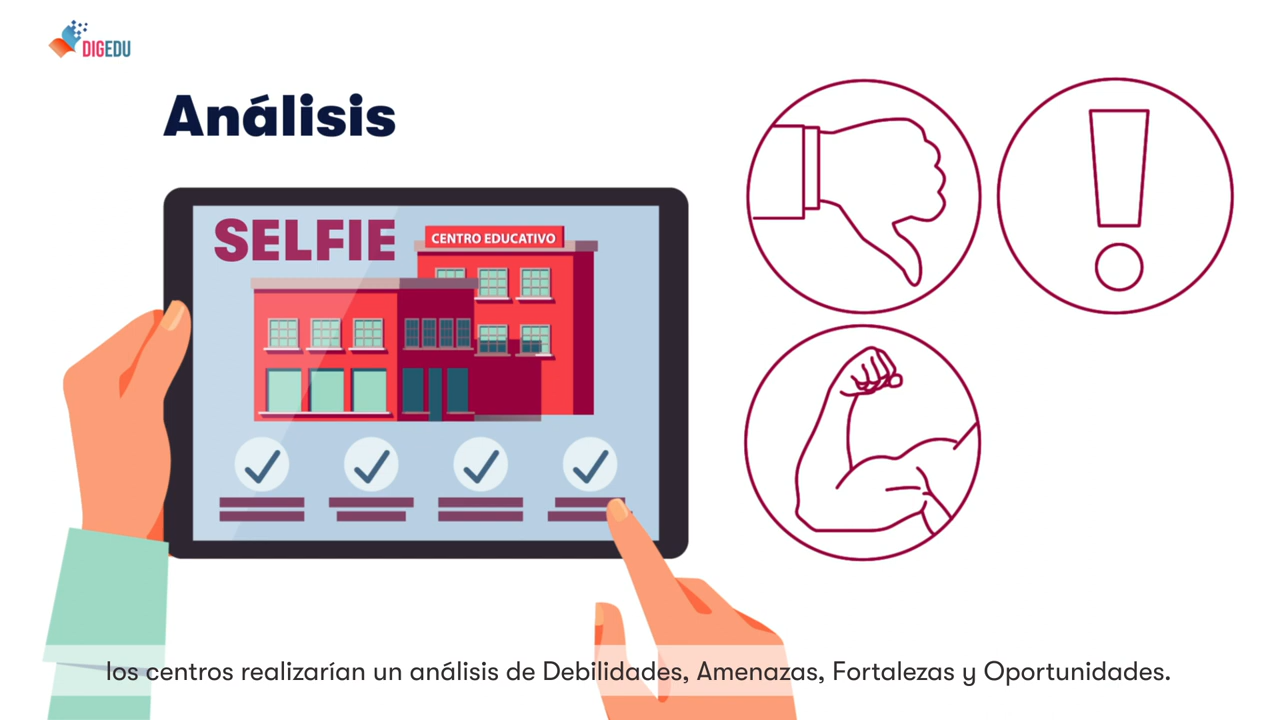 DIGEDU
Análisis
SELFIE
CENTRO EDUCATIVO
los centros realizarían un análisis de Debilidades, Amenazas, Fortalezas y Oportunidades.